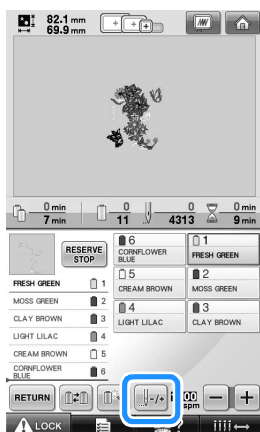 82.1 mm
69.9 mm
0 min
7 min
0
11
0
4313
0 min
9 min
RESERVE
STOP
FRESH GREEN 1
MOSS GREEN 2
CLAY BROWN 3
LIGHT LILAC 4
CREAM BROWN 5
CORNFLOWER
BLUE 6
6
CORNFLOWER
BLUE
1
FRESH GREEN
5
CREAM BROWN
2
MOSS GREEN
4
LIGHT LILAC
3
CLAY BROWN
RETURN
-/+
00
spm
-
+
LOCK
?